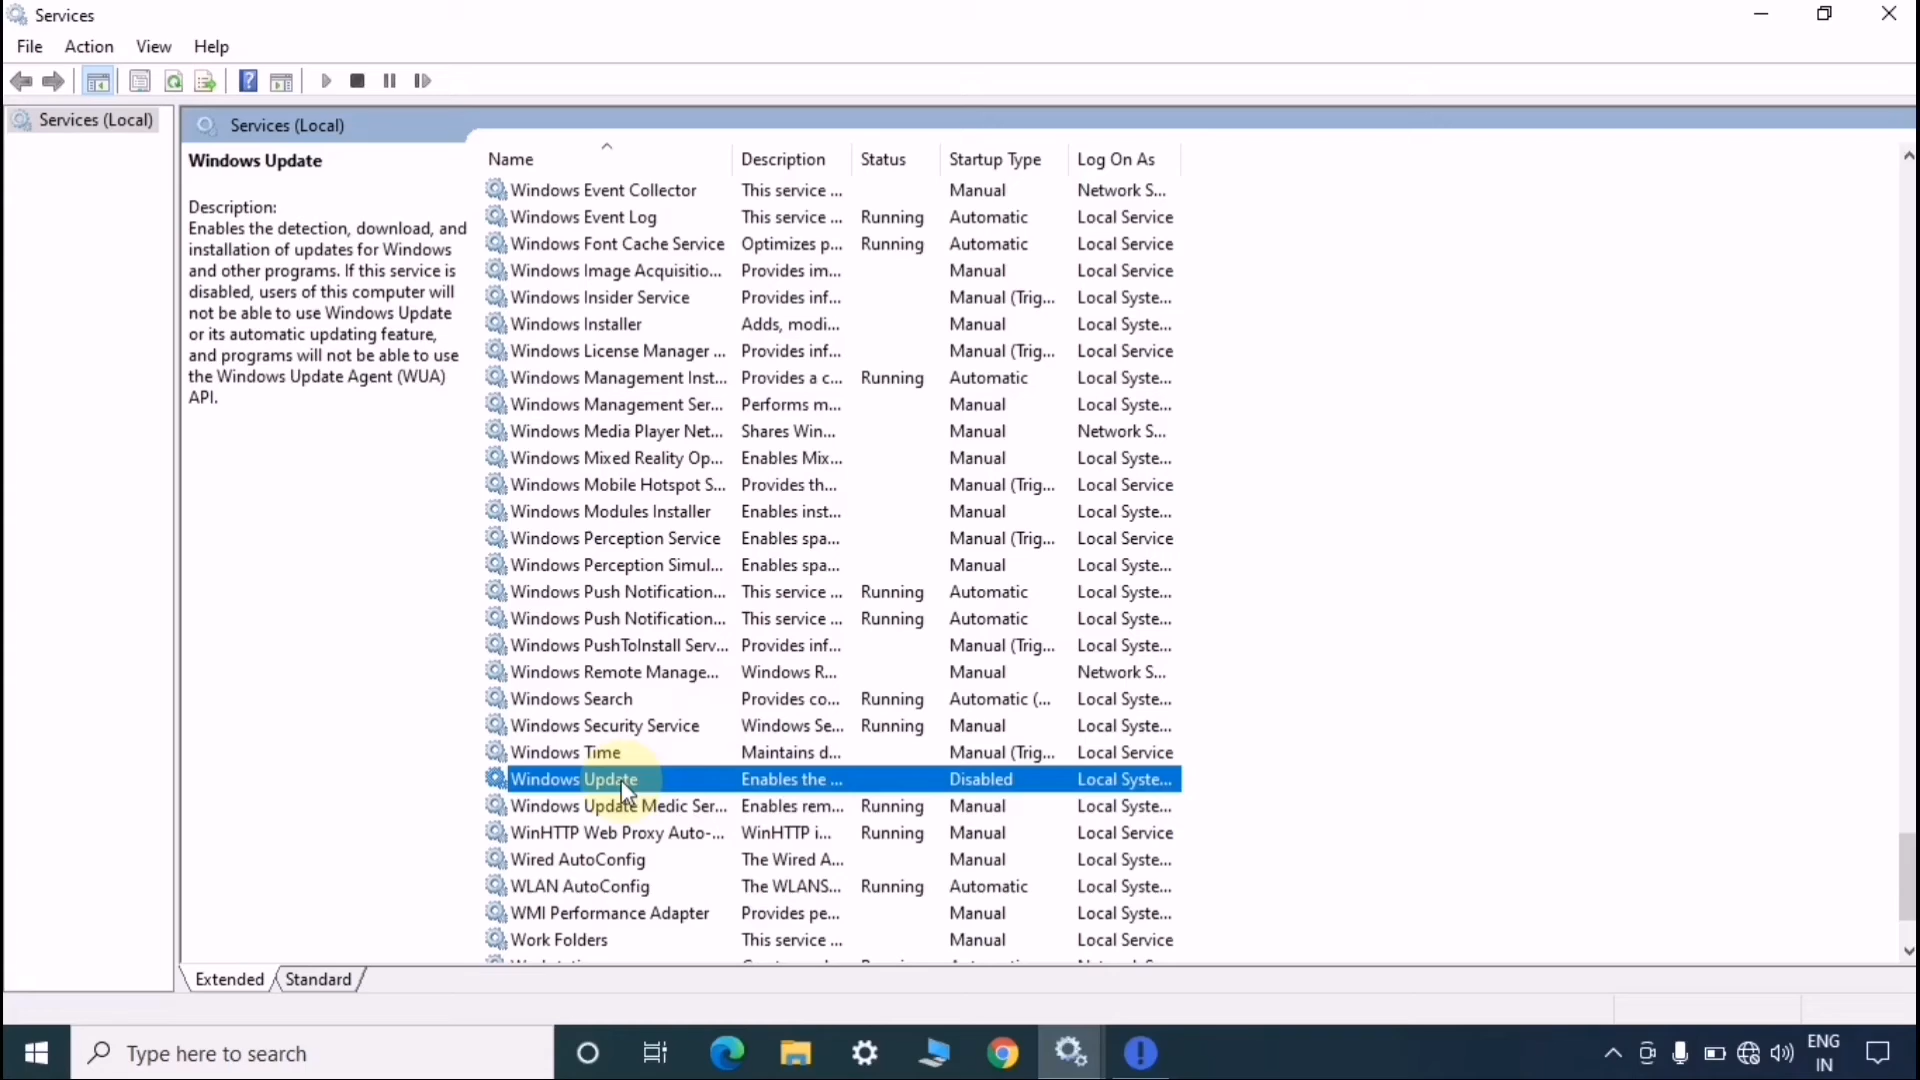 Services
File Action View Help
Services (Local)
Services (Local)
Windows Update
Description:
Enables the detection, download, and
installation of updates for Windows
and other programs. If this service is
disabled, users of this computer will
not be able to use Windows Update
or its automatic updating feature,
and programs will not be able to use
the Windows Update Agent (WUA)
API.
Name Description Status Startup Type Log On As
Windows Event Collector This service ... Manual Network S...
Windows Event Log This service ... Running Automatic Local Service
Windows Font Cache Service Optimizes p... Running Automatic Local Service
Windows Image Acquisitio... Provides im... Manual Local Service
Windows Insider Service Provides inf... Manual (Trig... Local Syste...
Windows Installer Adds, modi... Manual Local Syste...
Windows License Manager ... Provides inf... Manual (Trig... Local Service
Windows Management Inst... Provides a c... Running Automatic Local Syste...
Windows Management Ser... Performs m... Manual Local Syste...
Windows Media Player Net... Shares Win... Manual Network S...
Windows Mixed Reality Op... Enables Mix... Manual Local Syste...
Windows Mobile Hotspot S... Provides th... Manual (Trig... Local Service
Windows Modules Installer Enables inst... Manual Local Syste...
Windows Perception Service Enables spa... Manual (Trig... Local Service
Windows Perception Simul... Enables spa... Manual Local Syste...
Windows Push Notification... This service ... Running Automatic Local Syste...
Windows Push Notification... This service ... Running Automatic Local Syste...
Windows PushToInstall Serv... Provides inf... Manual (Trig... Local Syste...
Windows Remote Manage... Windows R... Manual Network S...
Windows Search Provides co... Running Automatic (... Local Syste...
Windows Security Service Windows Se... Running Manual Local Syste...
Windows Time Maintains d... Manual (Trig... Local Service
Windows Update Enables the ... Disabled Local Syste...
Windows Update Medic Ser... Enables rem... Running Manual Local Syste...
WinHTTP Web Proxy Auto-... WinHTTP i... Running Manual Local Service
Wired AutoConfig The Wired A... Manual Local Syste...
WLAN AutoConfig The WLANS... Running Automatic Local Syste...
WMI Performance Adapter Provides pe... Manual Local Syste...
Work Folders This service ... Manual Local Service
Extended Standard
Type here to search
ENG
IN